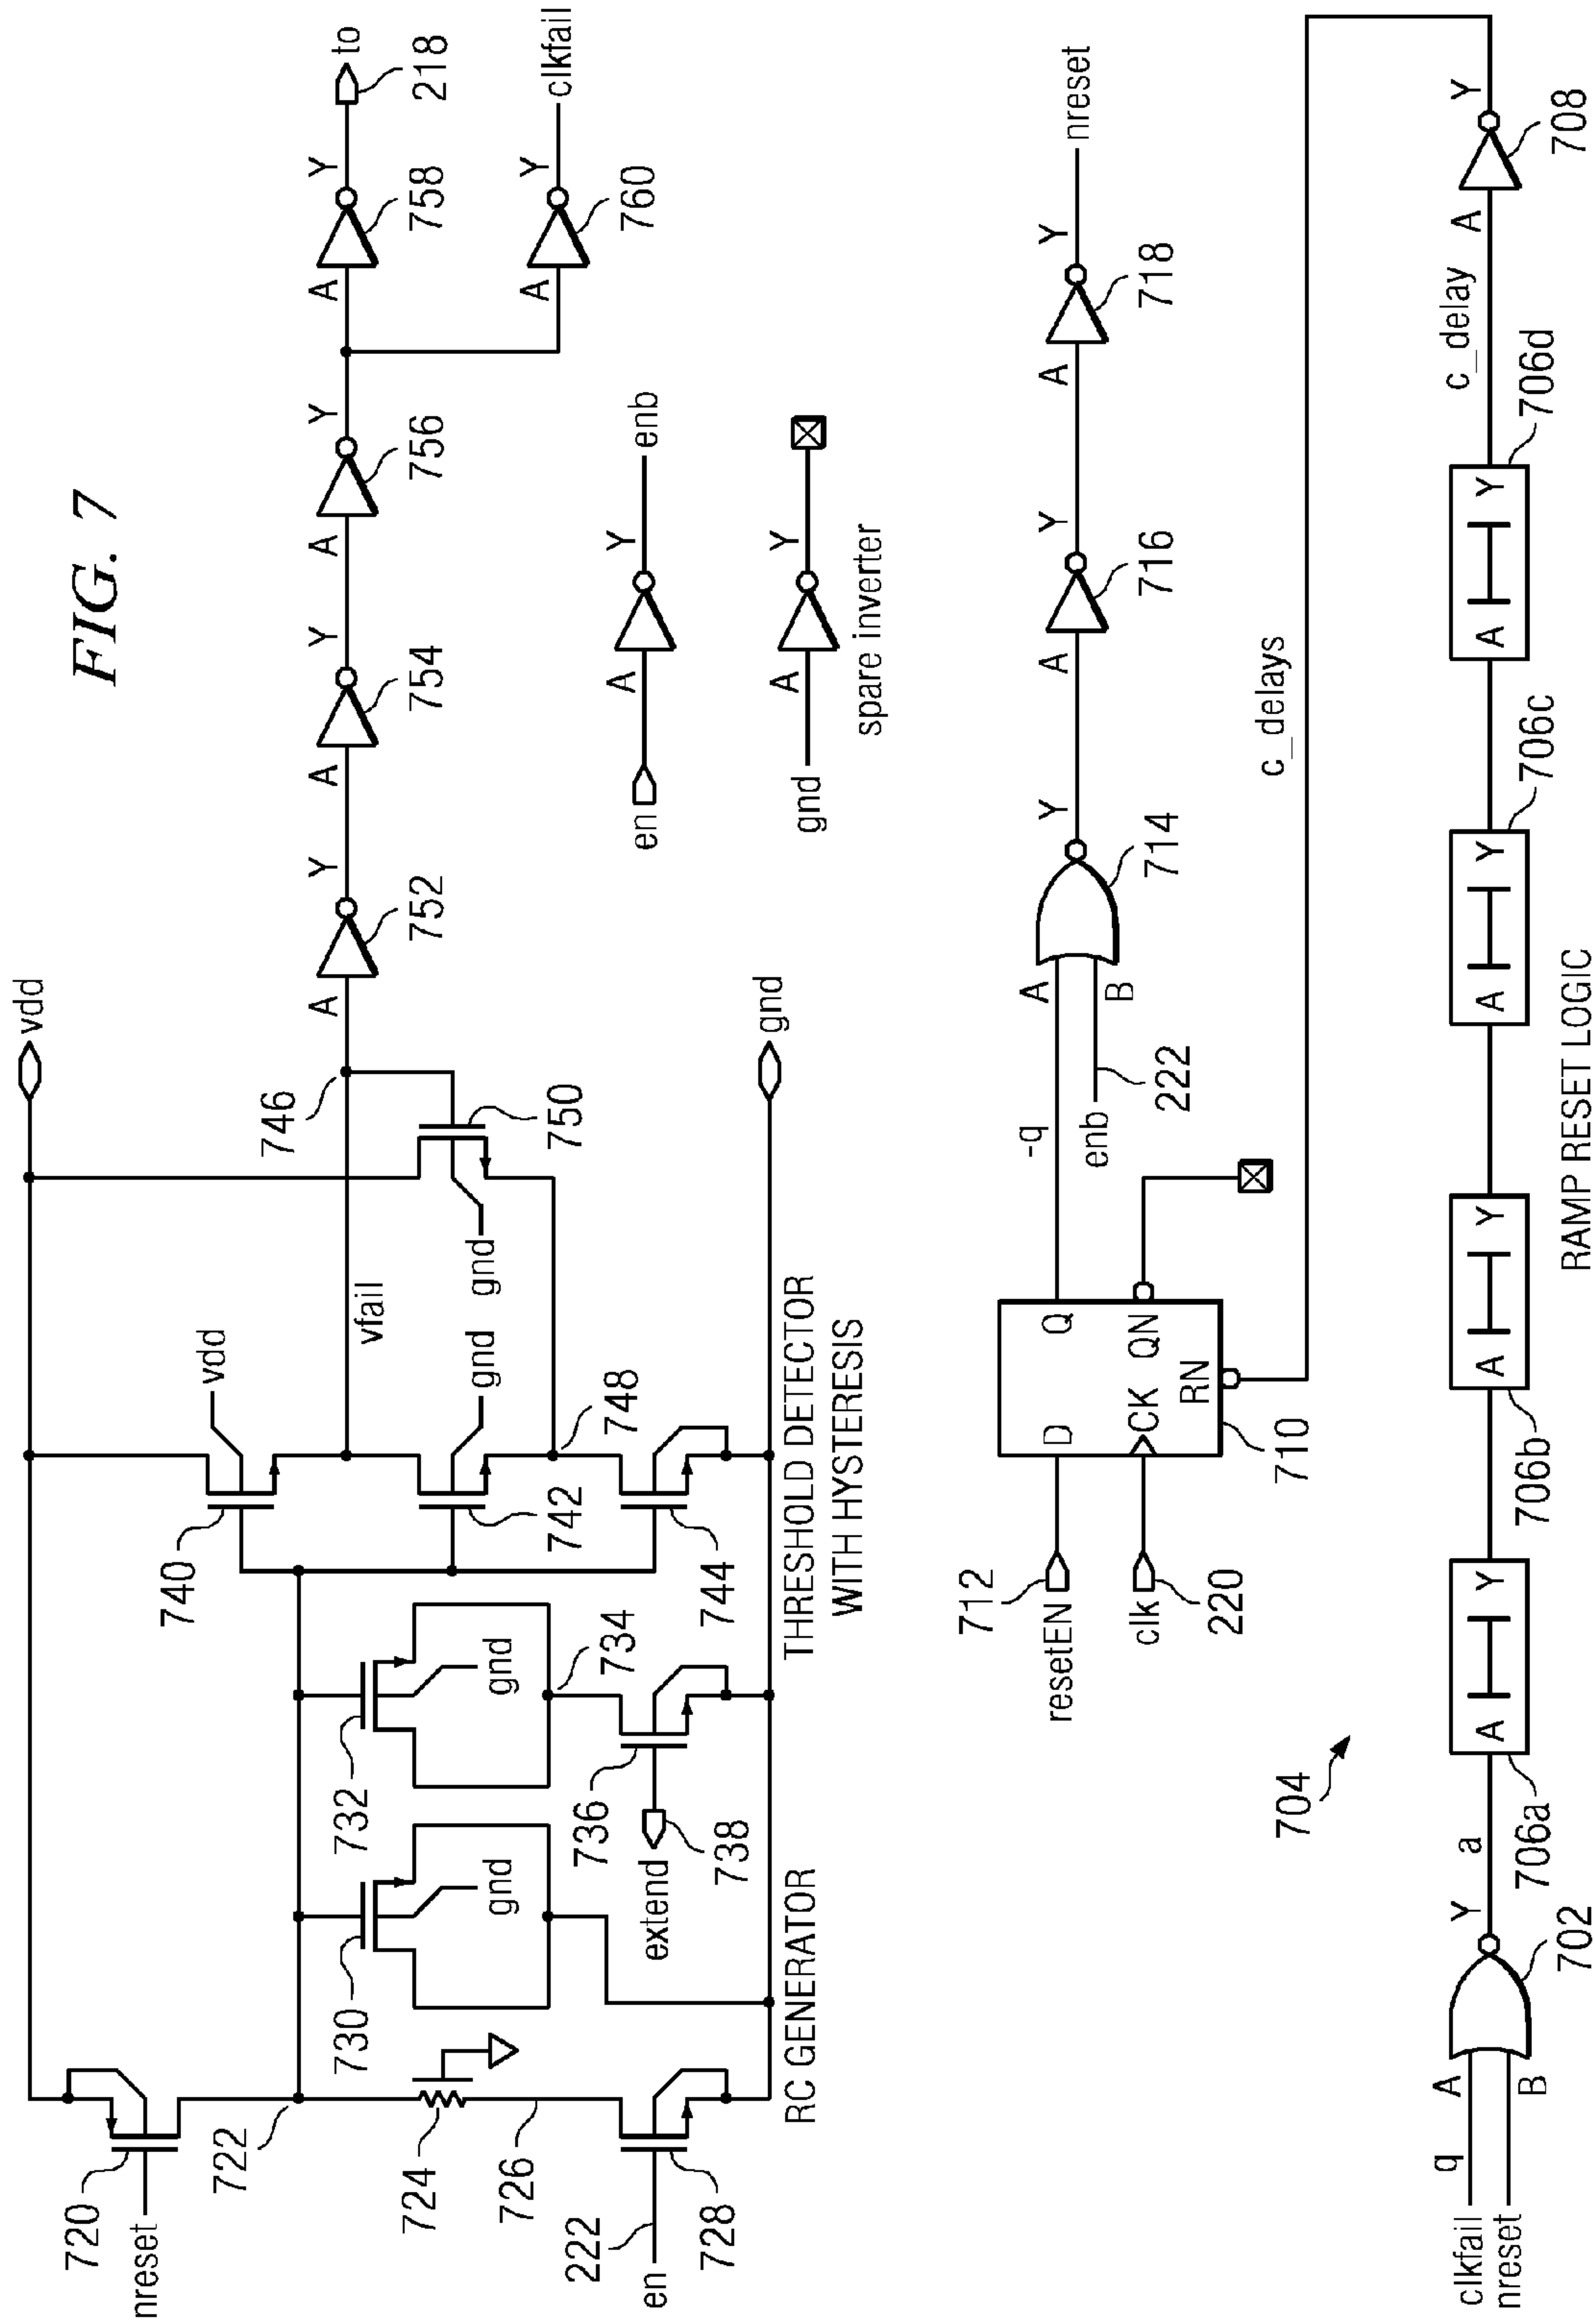 FIG. 7
vdd
720
nreset
722
724
726
222
en
728
730
gnd
732
gnd
734
736
extend
738
RC GENERATOR
740
vdd
742
gnd
744
748
vfail
746
gnd
750
gnd
THRESHOLD DETECTOR
WITH HYSTERESIS
A
Y
752
A
Y
754
A
Y
756
A
Y
758
to
218
A
Y
760
clkfail
en
A
Y
enb
gnd
A
Y
spare inverter
712
resetEN
clk
220
D
Q
CK
QN
RN
710
-q
enb
222
A
B
Y
714
A
Y
716
A
Y
718
nreset
c_delays
704
clkfail
q
nreset
A
B
Y
702
a
A Y
706a
A Y
706b
A Y
706c
A Y
706d
c_delay
A
Y
708
RAMP RESET LOGIC